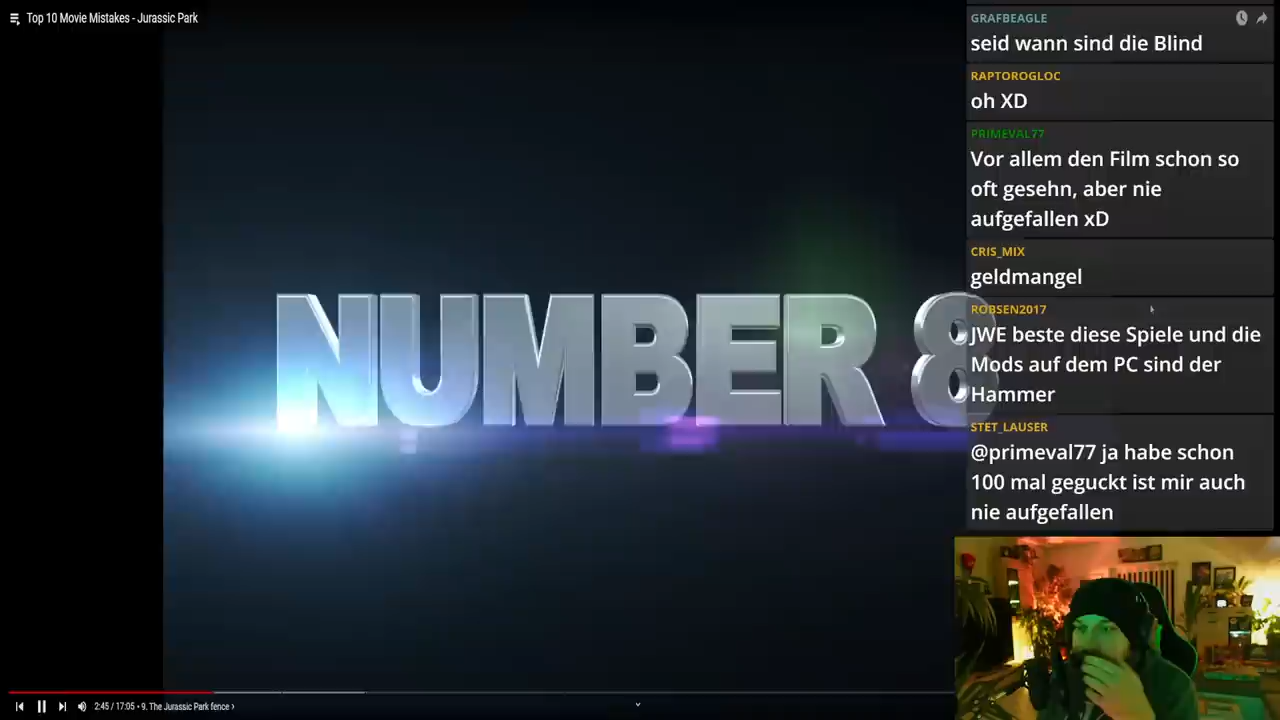 Top 10 Movie Mistakes - Jurassic Park
NUMBER 8
2:45 / 17:05 • 9. The Jurassic Park fence ›
GRAFBEAGLE
seid wann sind die Blind
RAPTOROGLOC
oh XD
PRIMEVAL77
Vor allem den Film schon so
oft gesehn, aber nie
aufgefallen xD
CRIS_MIX
geldmangel
ROBSEN2017
JWE beste diese Spiele und die
Mods auf dem PC sind der
Hammer
STET_LAUSER
@primeval77 ja habe schon
100 mal geguckt ist mir auch
nie aufgefallen